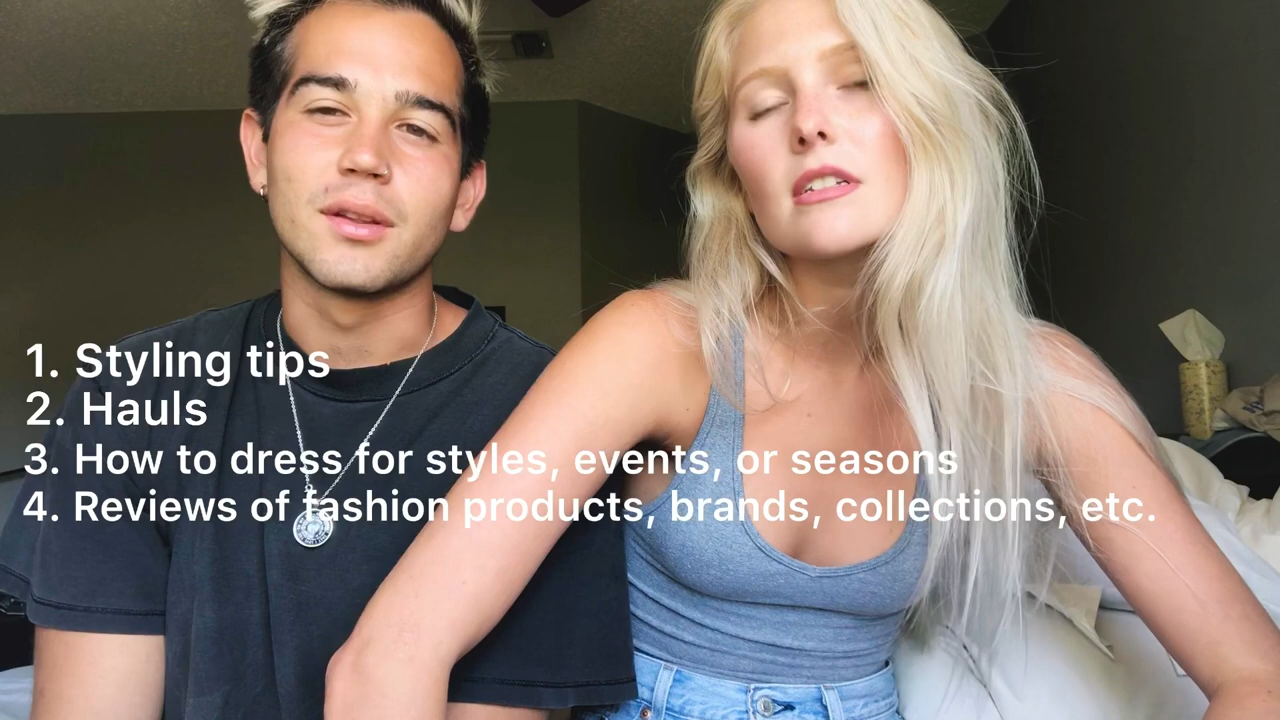 1. Styling tips
2. Hauls
3. How to dress for styles, events, or seasons
4. Reviews of fashion products, brands, collections, etc.